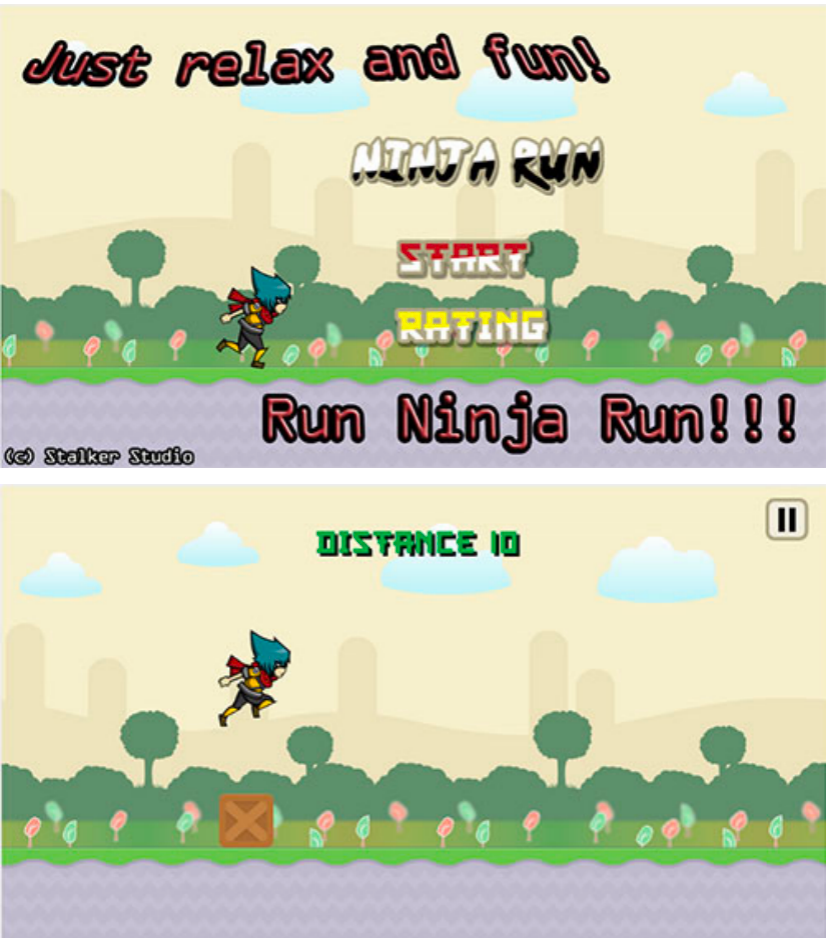 Just relax and fun!
NINJA RUN
START
RATING
Run Ninja Run!!!
(c) Stalker Studio
DISTANCE 10